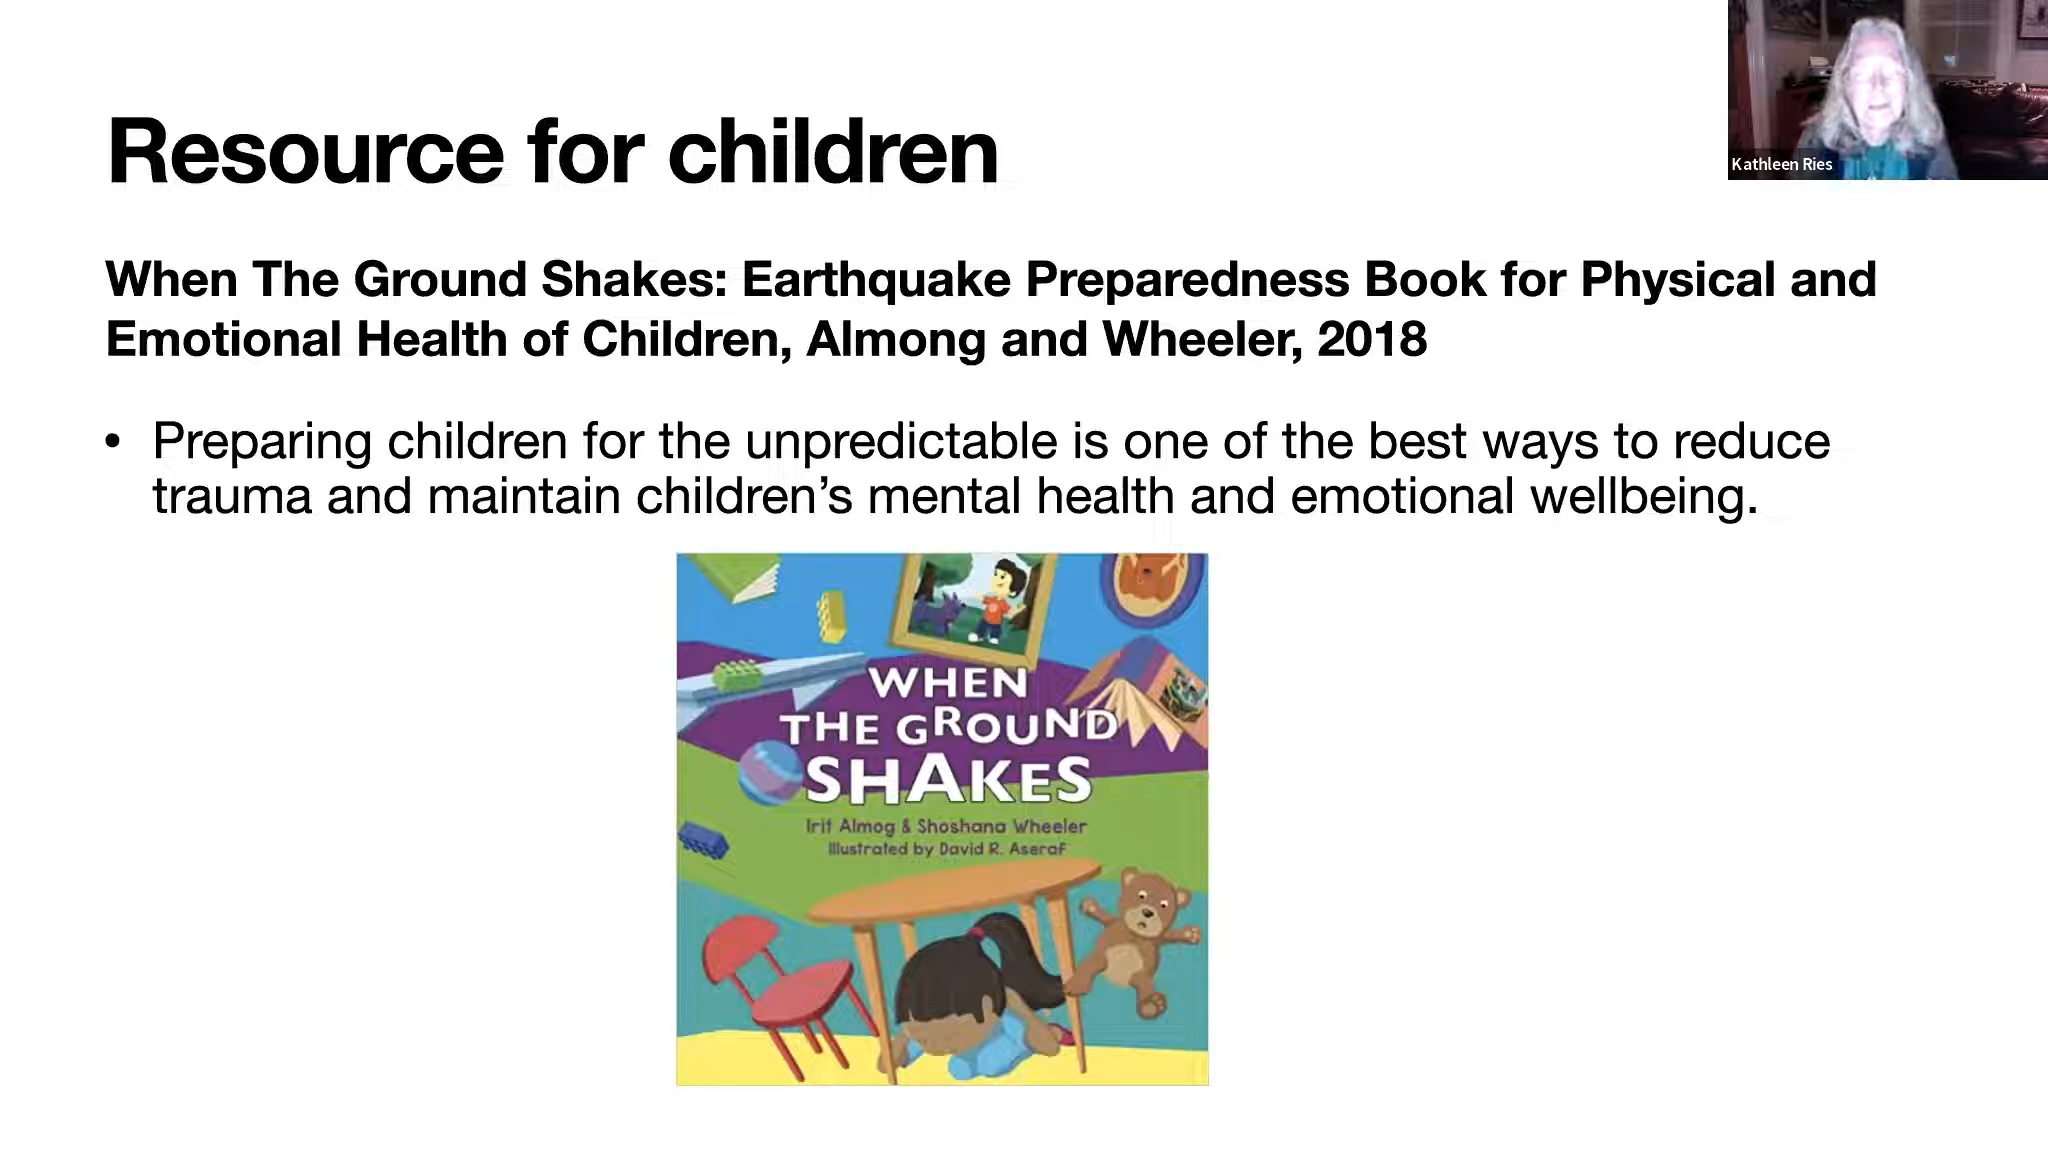 Resource for children
Kathleen Ries
When The Ground Shakes: Earthquake Preparedness Book for Physical and
Emotional Health of Children, Almong and Wheeler, 2018
• Preparing children for the unpredictable is one of the best ways to reduce
trauma and maintain children’s mental health and emotional wellbeing.
WHEN
THE GROUND
SHAKES
Irit Almog & Shoshana Wheeler
Illustrated by David R. Aseraf